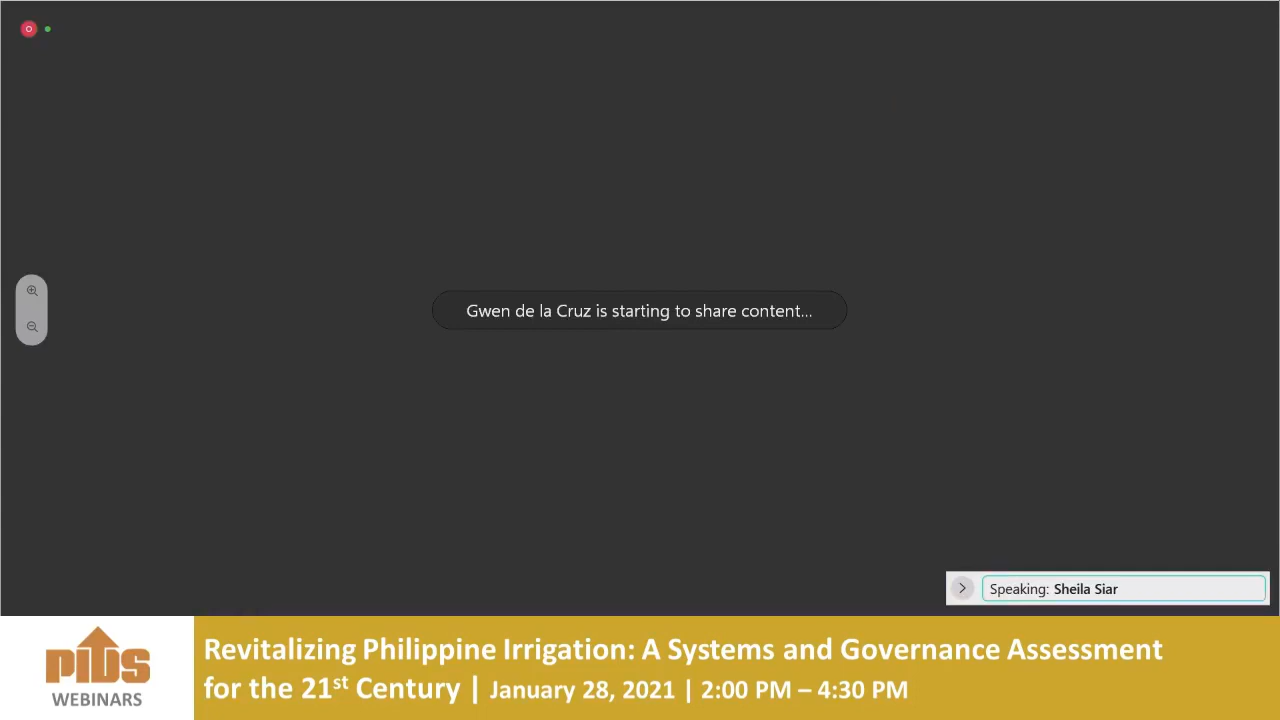 Gwen de la Cruz is starting to share content...
Speaking: Sheila Siar
PIDS
WEBINARS
Revitalizing Philippine Irrigation: A Systems and Governance Assessment
for the 21st Century | January 28, 2021 | 2:00 PM – 4:30 PM